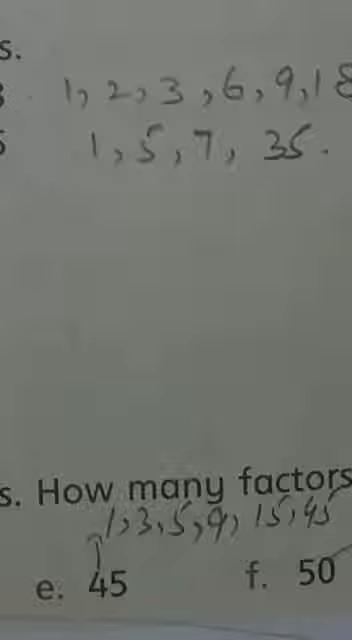 s.
1, 2, 3, 6, 9, 18
1, 5, 7, 35.
s. How many factors
1, 3, 5, 9, 15, 45
e. 45 f. 50